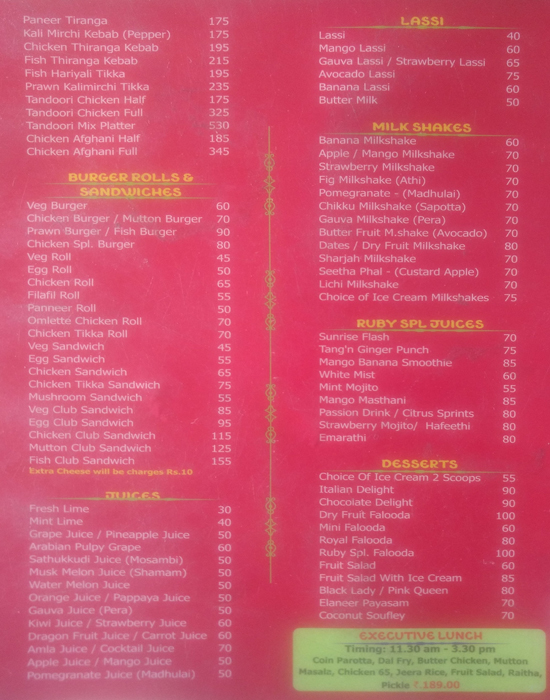 Paneer Tiranga 175
Kali Mirchi Kebab (Pepper) 175
Chicken Thiranga Kebab 195
Fish Thiranga Kebab 215
Fish Hariyali Tikka 195
Prawn Kalimirchi Tikka 235
Tandoori Chicken Half 175
Tandoori Chicken Full 325
Tandoori Mix Platter 530
Chicken Afghani Half 185
Chicken Afghani Full 345
BURGER ROLLS &
SANDWICHES
Veg Burger 60
Chicken Burger / Mutton Burger 70
Prawn Burger / Fish Burger 90
Chicken Spl. Burger 80
Veg Roll 45
Egg Roll 50
Chicken Roll 65
Filafil Roll 55
Panneer Roll 50
Omlette Chicken Roll 70
Chicken Tikka Roll 70
Veg Sandwich 45
Egg Sandwich 55
Chicken Sandwich 65
Chicken Tikka Sandwich 75
Mushroom Sandwich 55
Veg Club Sandwich 85
Egg Club Sandwich 95
Chicken Club Sandwich 115
Mutton Club Sandwich 125
Fish Club Sandwich 155
Extra Cheese will be charges Rs.10
JUICES
Fresh Lime 30
Mint Lime 40
Grape Juice / Pineapple Juice 50
Arabian Pulpy Grape 60
Sathukkudi Juice (Mosambi) 50
Musk Melon Juice (Shamam) 50
Water Melon Juice 50
Orange Juice / Pappaya Juice 50
Gauva Juice (Pera) 50
Kiwi Juice / Strawberry Juice 60
Dragon Fruit Juice / Carrot Juice 60
Amla Juice / Cocktail Juice 70
Apple Juice / Mango Juice 50
Pomegranate Juice (Madhulai) 50
LASSI
Lassi 40
Mango Lassi 60
Gauva Lassi / Strawberry Lassi 65
Avocado Lassi 75
Banana Lassi 60
Butter Milk 50
MILK SHAKES
Banana Milkshake 60
Apple / Mango Milkshake 70
Strawberry Milkshake 70
Fig Milkshake (Athi) 70
Pomegranate - (Madhulai) 70
Chikku Milkshake (Sapotta) 70
Gauva Milkshake (Pera) 70
Butter Fruit M.shake (Avocado) 70
Dates / Dry Fruit Milkshake 80
Sharjah Milkshake 70
Seetha Phal - (Custard Apple) 70
Lichi Milkshake 70
Choice of Ice Cream Milkshakes 75
RUBY SPL JUICES
Sunrise Flash 70
Tang'n Ginger Punch 75
Mango Banana Smoothie 85
White Mist 60
Mint Mojito 55
Mango Masthani 85
Passion Drink / Citrus Sprints 80
Strawberry Mojito/ Hafeethi 80
Emarathi 80
DESSERTS
Choice Of Ice Cream 2 Scoops 55
Italian Delight 90
Chocolate Delight 90
Dry Fruit Falooda 100
Mini Falooda 60
Royal Falooda 80
Ruby Spl. Falooda 100
Fruit Salad 60
Fruit Salad With Ice Cream 85
Black Lady / Pink Queen 80
Elaneer Payasam 70
Coconut Soufley 70
EXECUTIVE LUNCH
Timing: 11.30 am - 3.30 pm
Coin Parotta, Dal Fry, Butter Chicken, Mutton
Masale, Chicken 65, Jeera Rice, Fruit Salad, Raitha,
Pickle ₹ 189.00